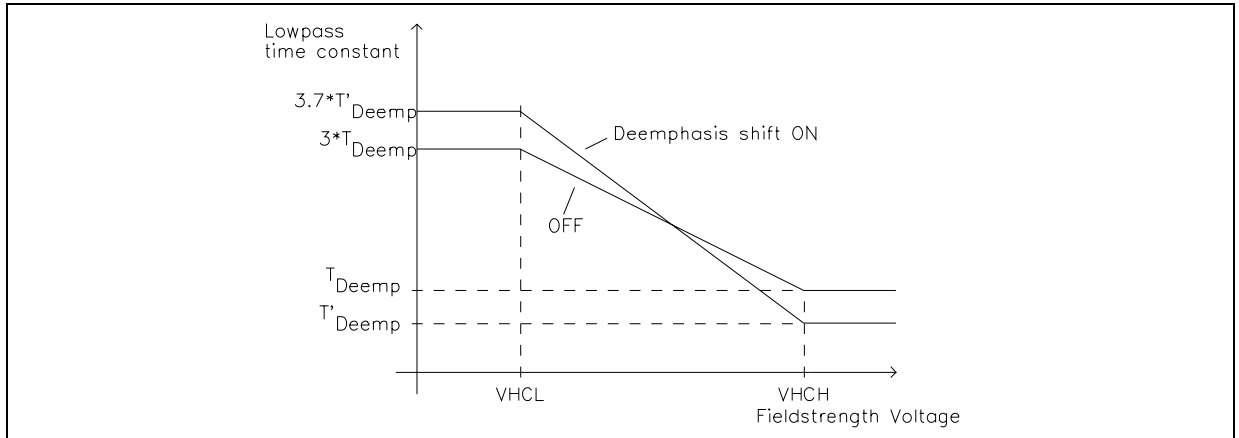 Lowpass
time constant
3.7*T'Deemp
3*TDeemp
Deemphasis shift ON
OFF
TDeemp
T'Deemp
VHCL
VHCH
Fieldstrength Voltage